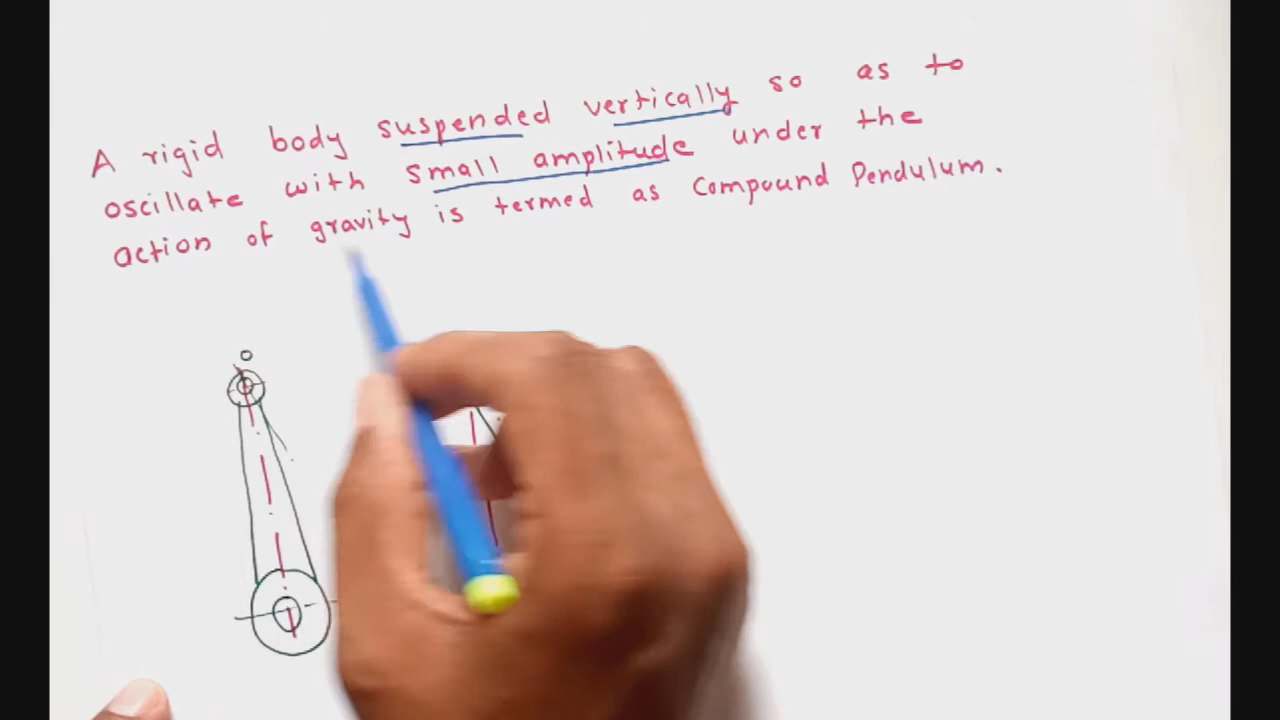 A rigid body suspended vertically so as to
oscillate with small amplitude under the
action of gravity is termed as Compound Pendulum.
O